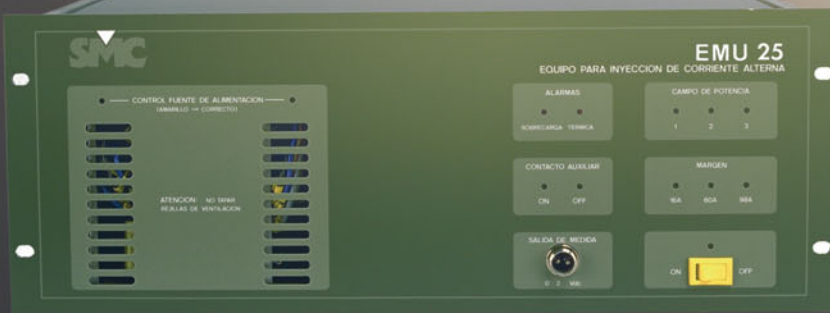 SMC
EMU 25
EQUIPO PARA INYECCION DE CORRIENTE ALTERNA
CONTROL FUENTE DE ALIMENTACION
(AMARILLO = CORRECTO)
ATENCION: NO TAPAR
REJILLAS DE VENTILACION
ALARMAS
SOBRECARGA TERMICA
CAMPO DE POTENCIA
1 2 3
CONTACTO AUXILIAR
ON OFF
MARGEN
16A 60A 98A
SALIDA DE MEDIDA
0 2 Vdc
ON OFF